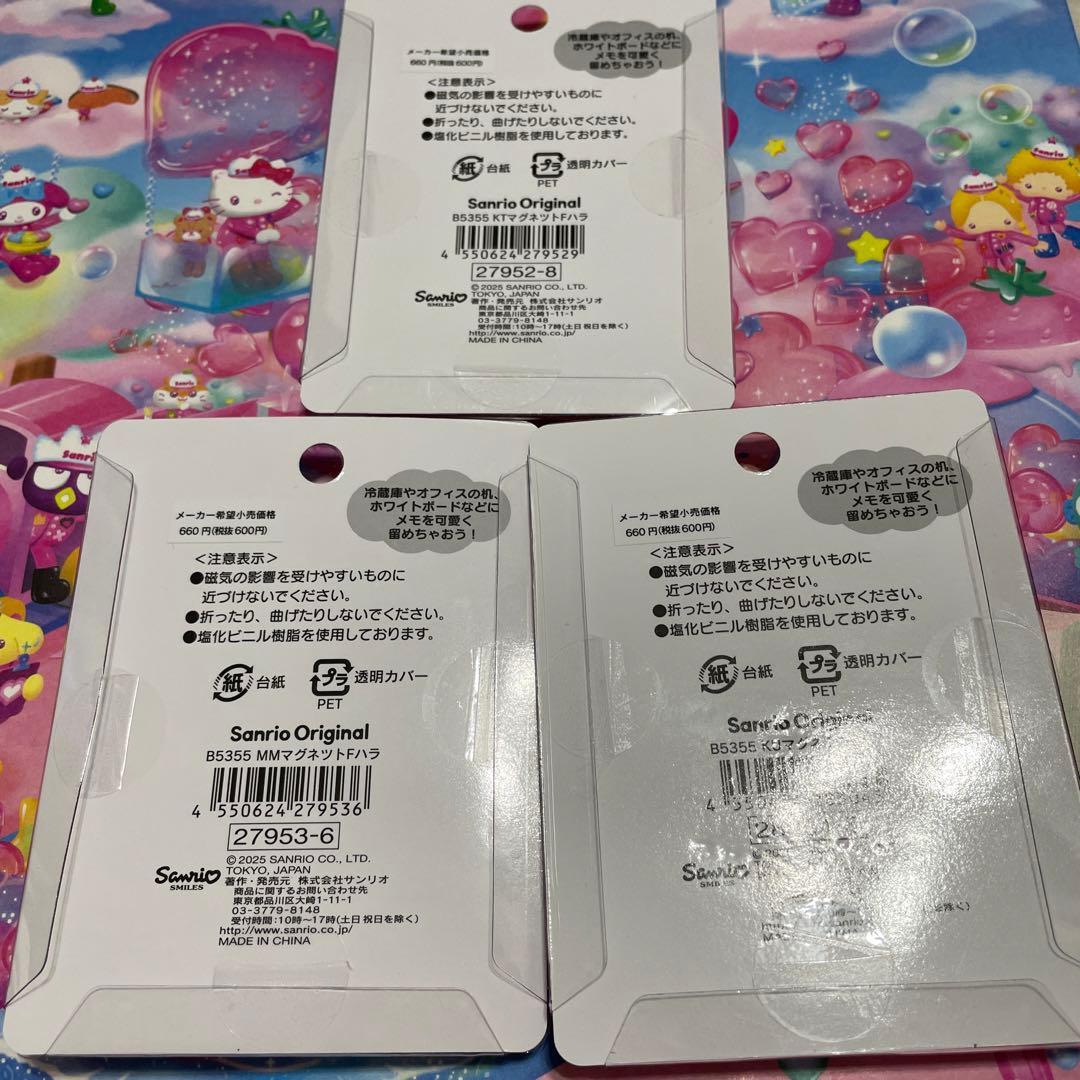 冷蔵庫やオフィスの机、
ホワイトボードなどに
メモを可愛く
留めちゃおう！
メーカー希望小売価格
660円(税抜600円)
＜注意表示＞
●磁気の影響を受けやすいものに
近づけないでください。
●折ったり、曲げたりしないでください。
●塩化ビニル樹脂を使用しております。
紙 台紙
プラ 透明カバー
PET
Sanrio Original
B5355 KTマグネツトFハラ
4 550624 279529
27952-8
Sanrio
SMILES
© 2025 SANRIO CO., LTD.
TOKYO, JAPAN
著作・発売元 株式会社サンリオ
商品に関するお問い合わせ先
東京都品川区大崎1-11-1
03-3779-8148
受付時間：10時～17時(土日祝日を除く)
http://www.sanrio.co.jp/
MADE IN CHINA
冷蔵庫やオフィスの机、
ホワイトボードなどに
メモを可愛く
留めちゃおう！
メーカー希望小売価格
660円(税抜600円)
＜注意表示＞
●磁気の影響を受けやすいものに
近づけないでください。
●折ったり、曲げたりしないでください。
●塩化ビニル樹脂を使用しております。
紙 台紙
プラ 透明カバー
PET
Sanrio Original
B5355 MMマグネツトFハラ
4 550624 279536
27953-6
Sanrio
SMILES
© 2025 SANRIO CO., LTD.
TOKYO, JAPAN
著作・発売元 株式会社サンリオ
商品に関するお問い合わせ先
東京都品川区大崎1-11-1
03-3779-8148
受付時間：10時～17時(土日祝日を除く)
http://www.sanrio.co.jp/
MADE IN CHINA
冷蔵庫やオフィスの机、
ホワイトボードなどに
メモを可愛く
留めちゃおう！
メーカー希望小売価格
660円(税抜600円)
＜注意表示＞
●磁気の影響を受けやすいものに
近づけないでください。
●折ったり、曲げたりしないでください。
●塩化ビニル樹脂を使用しております。
紙 台紙
プラ 透明カバー
PET
Sanrio Original
B5355
Sanrio
SMILES
Sanrio
Sanrio
Sanrio
Sanrio